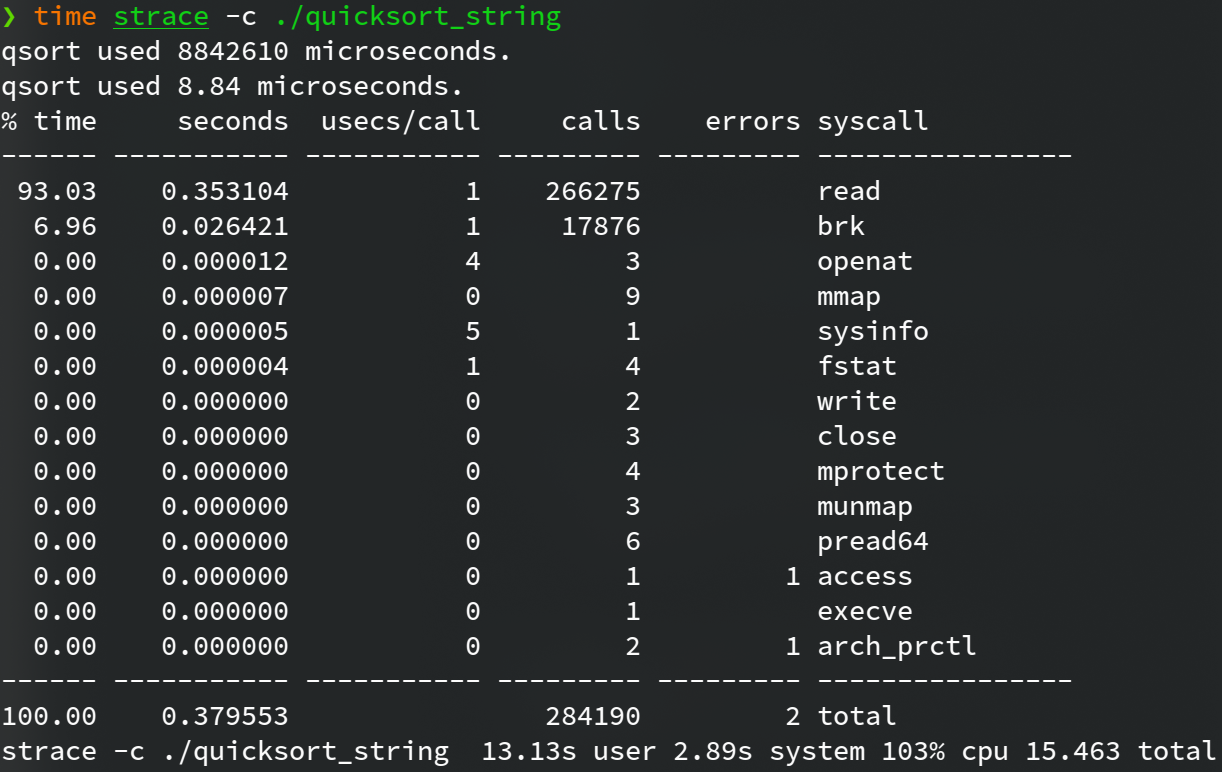 ❯ time strace -c ./quicksort_string
qsort used 8842610 microseconds.
qsort used 8.84 microseconds.
% time     seconds  usecs/call     calls    errors syscall
------ ----------- ----------- --------- --------- ----------------
 93.03    0.353104           1    266275           read
  6.96    0.026421           1     17876           brk
  0.00    0.000012           4         3           openat
  0.00    0.000007           0         9           mmap
  0.00    0.000005           5         1           sysinfo
  0.00    0.000004           1         4           fstat
  0.00    0.000000           0         2           write
  0.00    0.000000           0         3           close
  0.00    0.000000           0         4           mprotect
  0.00    0.000000           0         3           munmap
  0.00    0.000000           0         6           pread64
  0.00    0.000000           0         1         1 access
  0.00    0.000000           0         1           execve
  0.00    0.000000           0         2         1 arch_prctl
------ ----------- ----------- --------- --------- ----------------
100.00    0.379553                284190         2 total
strace -c ./quicksort_string  13.13s user 2.89s system 103% cpu 15.463 total